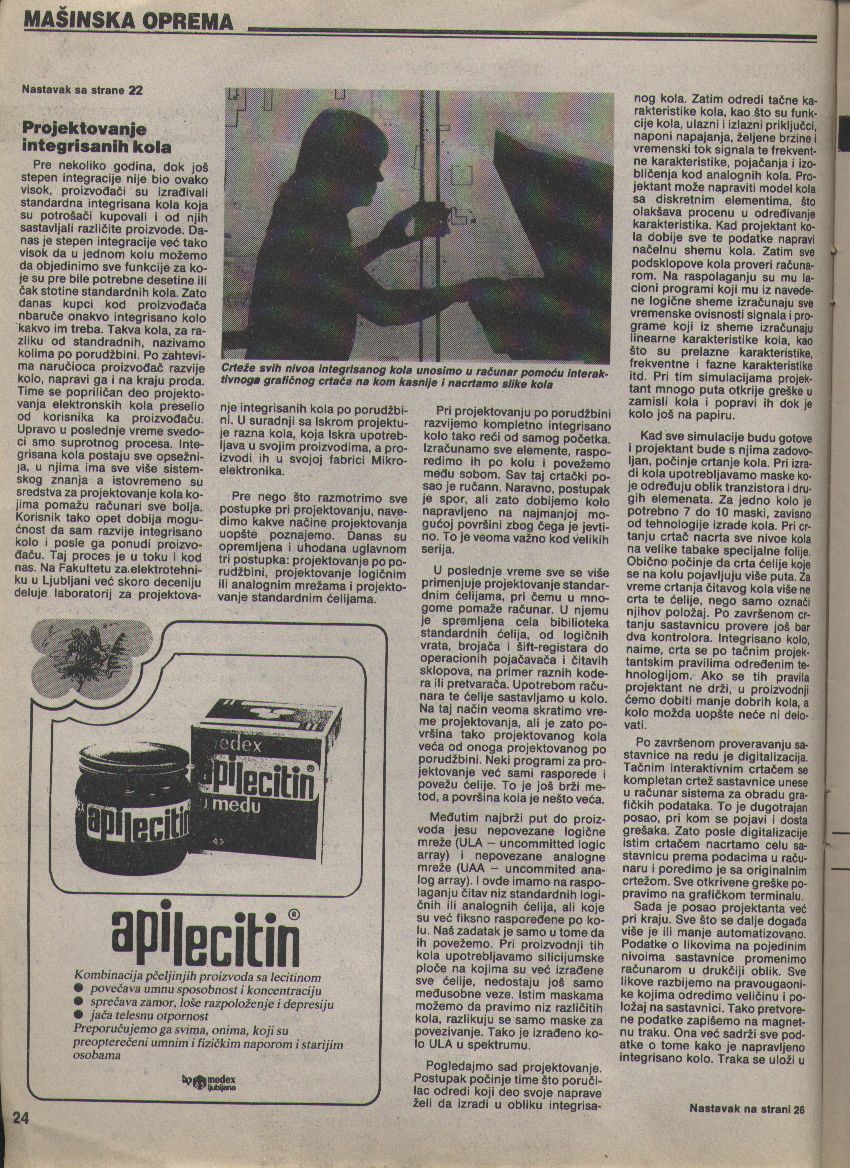 MAŠINSKA OPREMA
Nastavak sa strane 22
Projektovanje
integrisanih kola
Pre nekoliko godina, dok još
stepen integracije nije bio ovako
visok, proizvođači su izrađivali
standardna integrisana kola koja
su potrošači kupovali i od njih
sastavljali različite proizvode. Da-
nas je stepen integracije već tako
visok da u jednom kolu možemo
da objedinimo sve funkcije za ko-
je su pre bile potrebne desetine ili
čak stotine standardnih kola. Zato
danas kupci kod proizvođača
nbaruče onakvo integrisano kolo
kakvo im treba. Takva kola, za ra-
zliku od standradnih, nazivamo
kolima po porudžbini. Po zahtevi-
ma naručioca proizvođač razvije
kolo, napravi ga i na kraju proda.
Time se popriličan deo projekto-
vanja elektronskih kola preselio
od korisnika ka proizvođaču.
Upravo u poslednje vreme svedo-
ci smo suprotnog procesa. Inte-
grisana kola postaju sve opsežni-
ja, u njima ima sve više sistem-
skog znanja a istovremeno su
sredstva za projektovanje kola ko-
jima pomažu računari sve bolja.
Korisnik tako opet dobija mogu-
ćnost da sam razvije integrisano
kolo i posle ga ponudi proizvo-
đaču. Taj proces je u toku i kod
nas. Na Fakultetu za elektrotehni-
ku u Ljubljani već skoro deceniju
deluje laboratorij za projektova-
Crteže svih nivoa integrisanog kola unosimo u računar pomoću interak-
tivnoga grafičnog crtača na kom kasnije i nacrtamo slike kola
nje integrisanih kola po porudžbi-
ni. U suradnji sa Iskrom projektu-
je razna kola, koja Iskra upotreb-
ljava u svojim proizvodima, a pro-
izvodi ih u svojoj fabrici Mikro-
elektronika.
Pre nego što razmotrimo sve
postupke pri projektovanju, nave-
dimo kakve načine projektovanja
uopšte poznajemo. Danas su
opremljena i uhodana uglavnom
tri postupka: projektovanje po po-
rudžbini, projektovanje logičnim
ili analognim mrežama i projekto-
vanje standardnim ćelijama.
Pri projektovanju po porudžbini
razvijemo kompletno integrisano
kolo tako reći od samog početka.
Izračunamo sve elemente, raspo-
redimo ih po kolu i povežemo
među sobom. Sav taj crtački po-
sao je ručann. Naravno, postupak
je spor, ali zato dobijemo kolo
napravljeno na najmanjoj mo-
gućoj površini zbog čega je jevti-
no. To je veoma važno kod velikih
serija.
U poslednje vreme sve se više
primenjuje projektovanje standar-
dnim ćelijama, pri čemu u mno-
gome pomaže računar. U njemu
je spremljena cela bibilioteka
standardnih ćelija, od logičnih
vrata, brojača i šift-registara do
operacionih pojačavača i čitavih
sklopova, na primer raznih kode-
ra ili pretvarača. Upotrebom raču-
nara te ćelije sastavljamo u kolo.
Na taj način veoma skratimo vre-
me projektovanja, ali je zato po-
vršina tako projektovanog kola
veća od onoga projektovanog po
porudžbini. Neki programi za pro-
jektovanje već sami rasporede i
povežu ćelije. To je još brži me-
tod, a površina kola je nešto veća.
Međutim najbrži put do proiz-
voda jesu nepovezane logične
mreže (ULA – uncommitted logic
array) i nepovezane analogne
mreže (UAA – uncommited ana-
log array). I ovde imamo na raspo-
laganju čitav niz standardnih logi-
čnih ili analognih ćelija, ali koje
su već fiksno raspoređene po ko-
lu. Naš zadatak je samo u tome da
ih povežemo. Pri proizvodnji tih
kola upotrebljavamo silicijumske
ploče na kojima su već izrađene
sve ćelije, nedostaju još samo
međusobne veze. Istim maskama
možemo da pravimo niz različitih
kola, razlikuju se samo maske za
povezivanje. Tako je izrađeno ko-
lo ULA u spektrumu.
Pogledajmo sad projektovanje.
Postupak počinje time što poruči-
lac odredi koji deo svoje naprave
želi da izradi u obliku integrisa-
nog kola. Zatim odredi tačne ka-
rakteristike kola, kao što su funk-
cije kola, ulazni i izlazni priključci,
naponi napajanja, željene brzine i
vremenski tok signala te frekvent-
ne karakteristike, pojačanja i izo-
bličenja kod analognih kola. Pro-
jektant može napraviti model kola
sa diskretnim elementima, što
olakšava procenu u određivanje
karakteristika. Kad projektant ko-
la dobije sve te podatke napravi
načelnu shemu kola. Zatim sve
podsklopove kola proveri računa-
rom. Na raspolaganju su mu la-
cioni programi koji mu iz navede-
ne logične sheme izračunaju sve
vremenske ovisnosti signala i pro-
grame koji iz sheme izračunaju
linearne karakteristike kola, kao
što su prelazne karakteristike,
frekventne i fazne karakteristike
itd. Pri tim simulacijama projek-
tant mnogo puta otkrije greške u
zamisli kola i popravi ih dok je
kolo još na papiru.
Kad sve simulacije budu gotove
i projektant bude s njima zadovo-
ljan, počinje crtanje kola. Pri izra-
di kola upotrebljavamo maske ko-
je određuju oblik tranzistora i dru-
gih elemenata. Za jedno kolo je
potrebno 7 do 10 maski, zavisno
od tehnologije izrade kola. Pri cr-
tanju crtač nacrta sve nivoe kola
na velike tabake specijalne folije.
Obično počinje da crta ćelije koje
se na kolu pojavljuju više puta. Za
vreme crtanja čitavog kola više ne
crta te ćelije, nego samo označi
njihov položaj. Po završenom cr-
tanju sastavnicu provere još bar
dva kontrolora. Integrisano kolo,
naime, crta se po tačnim projek-
tantskim pravilima određenim te-
hnologijom. Ako se tih pravila
projektant ne drži, u proizvodnji
ćemo dobiti manje dobrih kola, a
kolo možda uopšte neće ni delo-
vati.
Po završenom proveravanju sa-
stavnice na redu je digitalizacija.
Tačnim interaktivnim crtačem se
kompletan crtež sastavnice unese
u računar sistema za obradu gra-
fičkih podataka. To je dugotrajan
posao, pri kom se pojavi i dosta
grešaka. Zato posle digitalizacije
istim crtačem nacrtamo celu sa-
stavnicu prema podacima u raču-
naru i poredimo je sa originalnim
crtežom. Sve otkrivene greške po-
pravimo na grafičkom terminalu.
Sada je posao projektanta već
pri kraju. Sve što se dalje događa
više je ili manje automatizovano.
Podatke o likovima na pojedinim
nivoima sastavnice promenimo
računarom u drukčiji oblik. Sve
likove razbijemo na pravougaoni-
ke kojima odredimo veličinu i po-
ložaj na sastavnici. Tako pretvore-
ne podatke zapišemo na magnet-
nu traku. Ona već sadrži sve po-
datke o tome kako je napravljeno
integrisano kolo. Traka se uloži u
Nastavak na strani 26
medex
apilecitin
u medu
apilecitin
apilecitin®
Kombinacija pčeljinjih proizvoda sa lecitinom
● povečava umnu sposobnost i koncentraciju
● sprečava zamor, loše razpoloženje i depresiju
● jača telesnu otpornost
Preporučujemo ga svima, onima, koji su
preopterećeni umnim i fizičkim naporom i starijim
osobama
hp medex
ljubljana
24